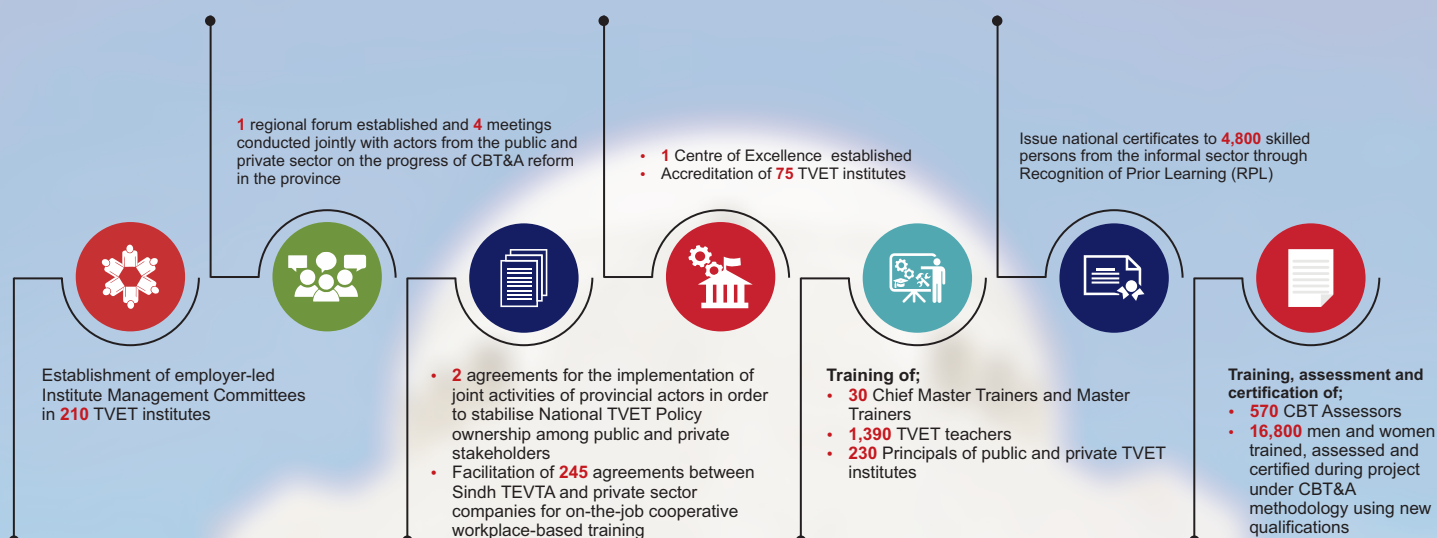 1 regional forum established and 4 meetings
conducted jointly with actors from the public and
private sector on the progress of CBT&A reform
in the province
• 1 Centre of Excellence established
• Accreditation of 75 TVET institutes
Issue national certificates to 4,800 skilled
persons from the informal sector through
Recognition of Prior Learning (RPL)
Establishment of employer-led
Institute Management Committees
in 210 TVET institutes
• 2 agreements for the implementation of
joint activities of provincial actors in order
to stabilise National TVET Policy
ownership among public and private
stakeholders
• Facilitation of 245 agreements between
Sindh TEVTA and private sector
companies for on-the-job cooperative
workplace-based training
Training of;
• 30 Chief Master Trainers and Master
Trainers
• 1,390 TVET teachers
• 230 Principals of public and private TVET
institutes
Training, assessment and
certification of;
• 570 CBT Assessors
• 16,800 men and women
trained, assessed and
certified during project
under CBT&A
methodology using new
qualifications